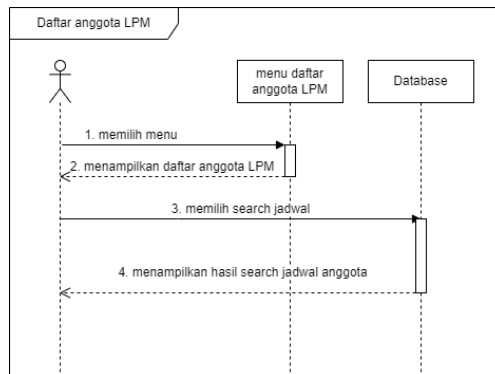 Daftar anggota LPM
menu daftar
anggota LPM
Database
1. memilih menu
2. menampilkan daftar anggota LPM
3. memilih search jadwal
4. menampilkan hasil search jadwal anggota